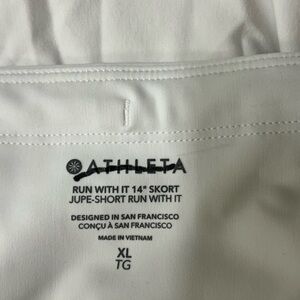 ATHLETA
RUN WITH IT 14" SKORT
JUPE-SHORT RUN WITH IT
DESIGNED IN SAN FRANCISCO
CONÇU À SAN FRANCISCO
MADE IN VIETNAM
XL
TG